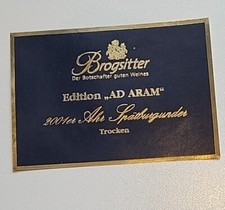 Brogsitter
Der Botschafter guten Weines
Edition „AD ARAM“
2001er Ahr Spätburgunder
Trocken